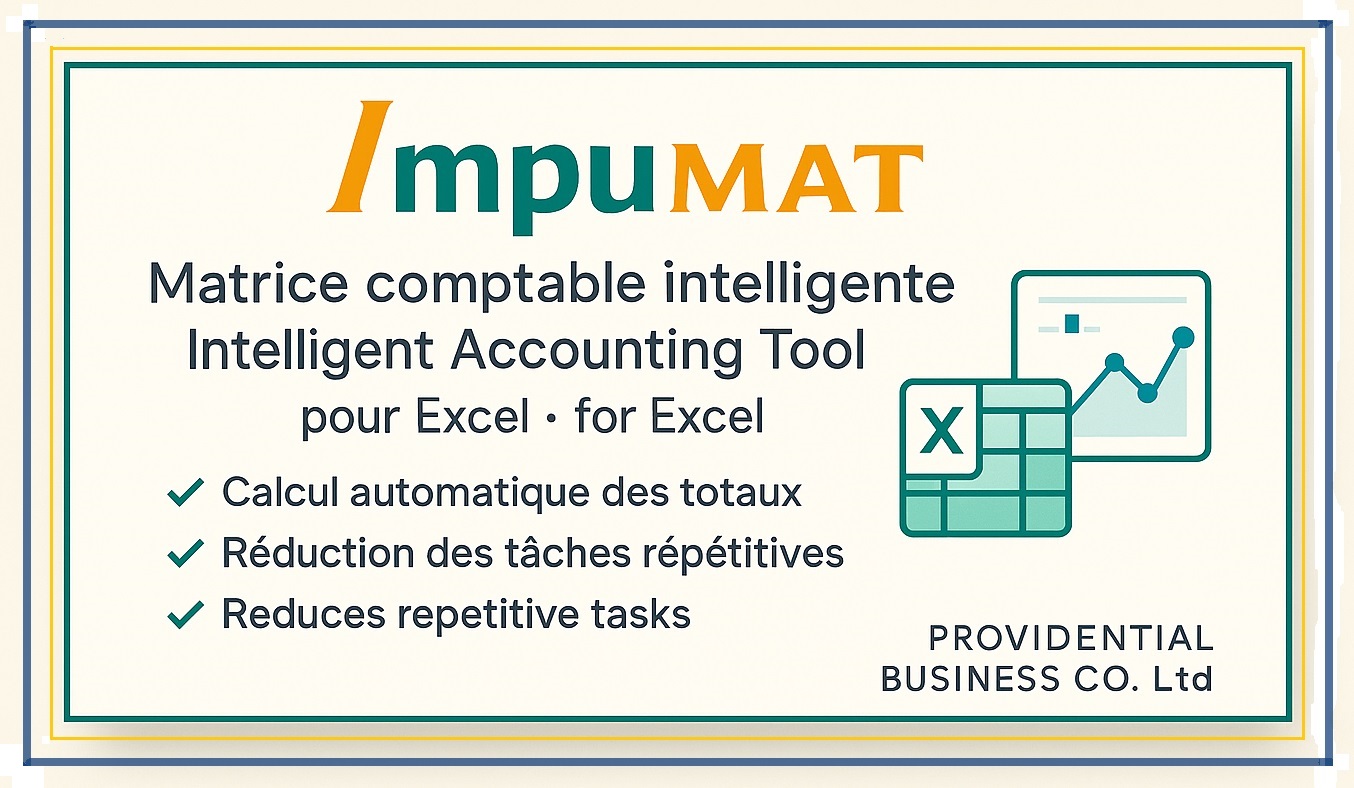 ImpuMAT
Matrice comptable intelligente
Intelligent Accounting Tool
pour Excel • for Excel
X
✓ Calcul automatique des totaux
✓ Réduction des tâches répétitives
✓ Reduces repetitive tasks
PROVIDENTIAL
BUSINESS CO. Ltd